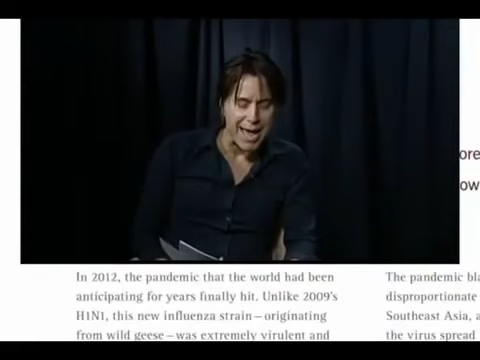 ore
ow
In 2012, the pandemic that the world had been
anticipating for years finally hit. Unlike 2009's
H1N1, this new influenza strain—originating
from wild geese—was extremely virulent and
The pandemic bla
disproportionate
Southeast Asia, a
the virus spread